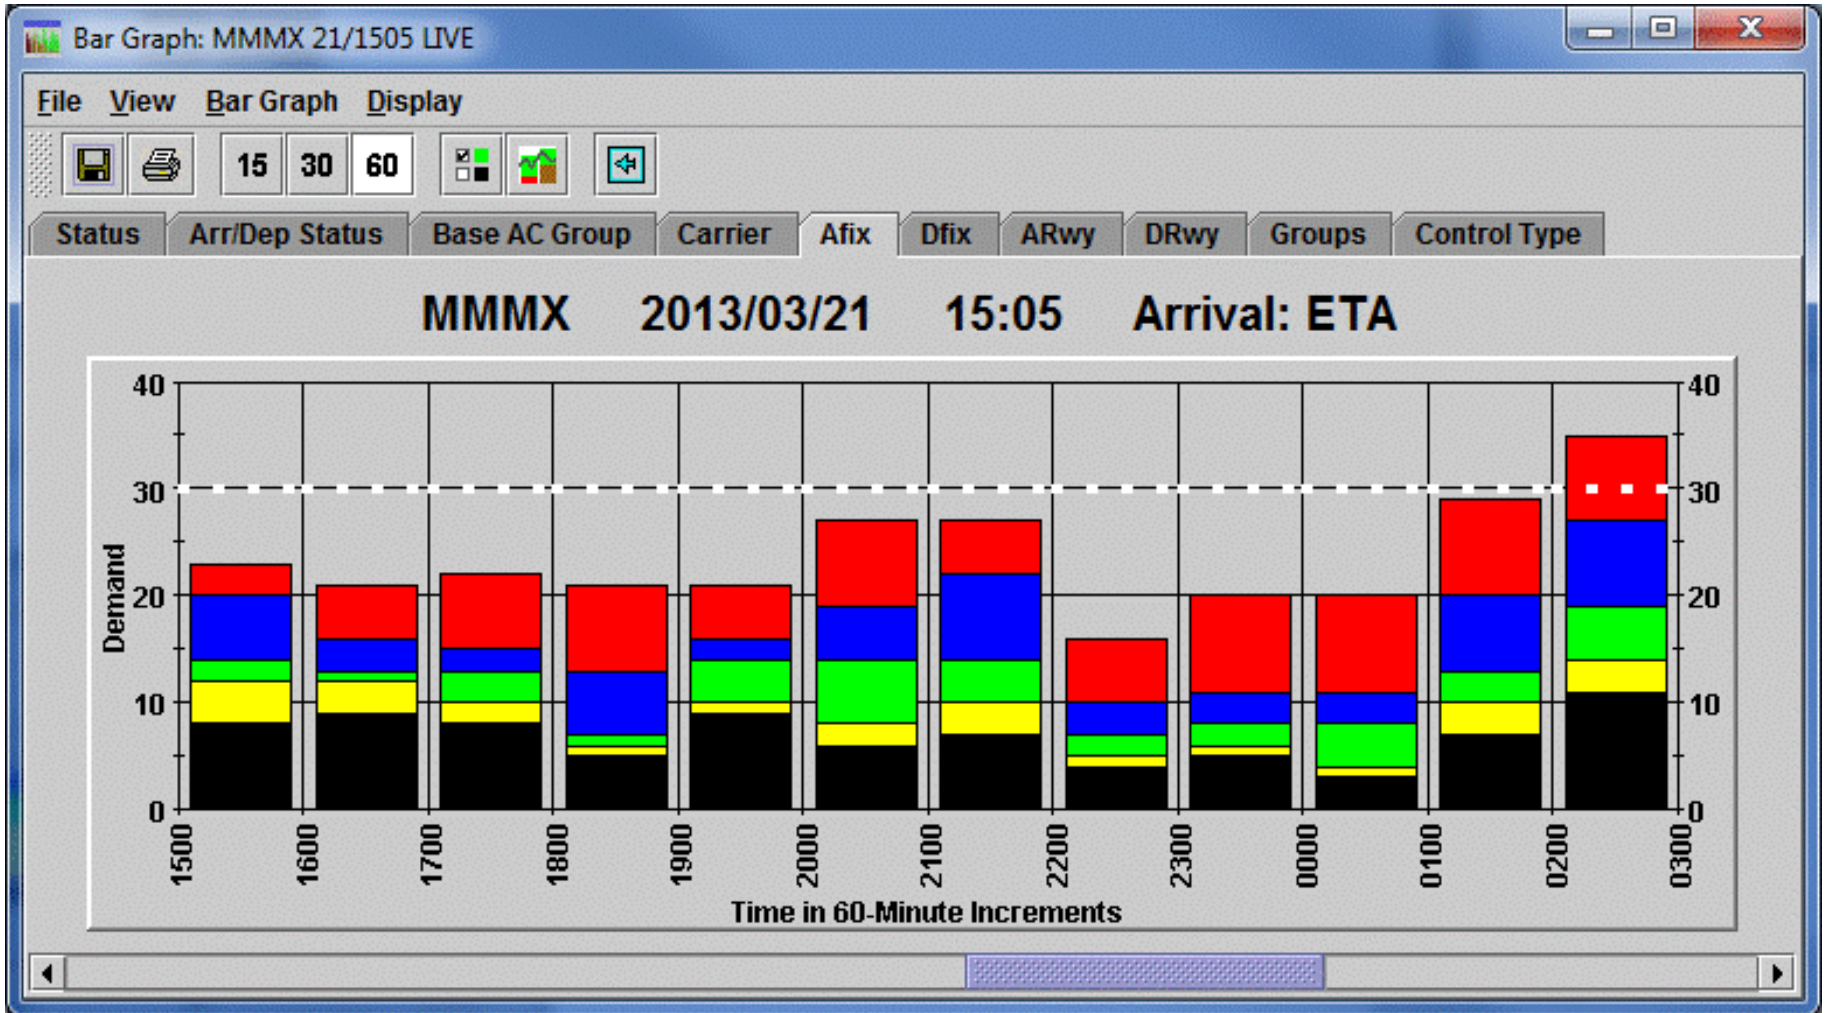 Bar Graph: MMMX 21/1505 LIVE
File View Bar Graph Display
15 30 60
Status Arr/Dep Status Base AC Group Carrier Afix Dfix ARwy DRwy Groups Control Type
MMMX 2013/03/21 15:05 Arrival: ETA
40 40
30 30
20 20
10 10
0 0
Demand
1500 1600 1700 1800 1900 2000 2100 2200 2300 0000 0100 0200 0300
Time in 60-Minute Increments